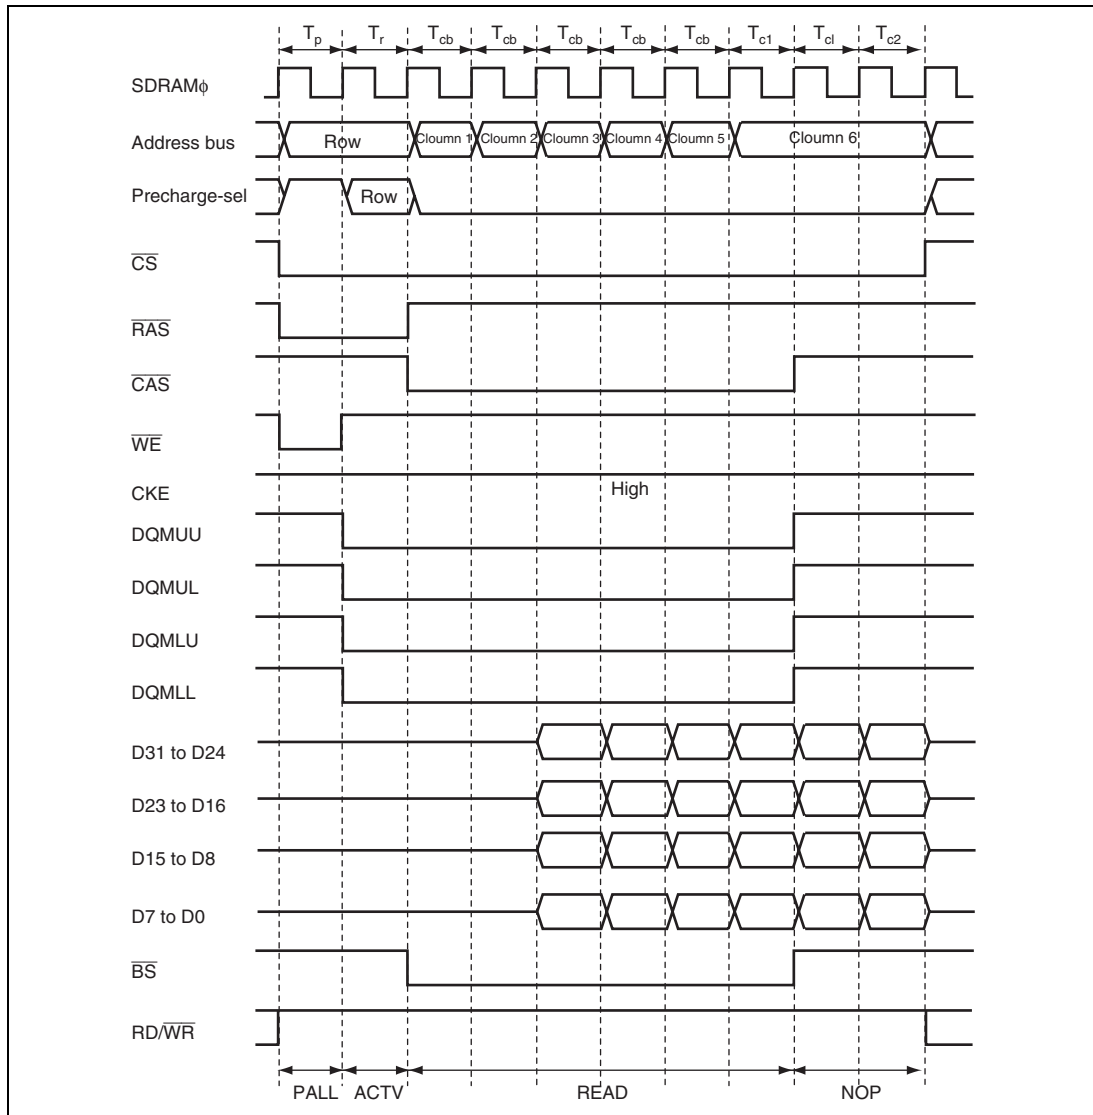 Tp Tr Tcb Tcb Tcb Tcb Tcb Tc1 Tcl Tc2
SDRAMϕ
Address bus Row Cloumn 1 Cloumn 2 Cloumn 3 Cloumn 4 Cloumn 5 Cloumn 6
Precharge-sel Row
CS
RAS
CAS
WE
CKE High
DQMUU
DQMUL
DQMLU
DQMLL
D31 to D24
D23 to D16
D15 to D8
D7 to D0
BS
RD/WR
PALL ACTV READ NOP